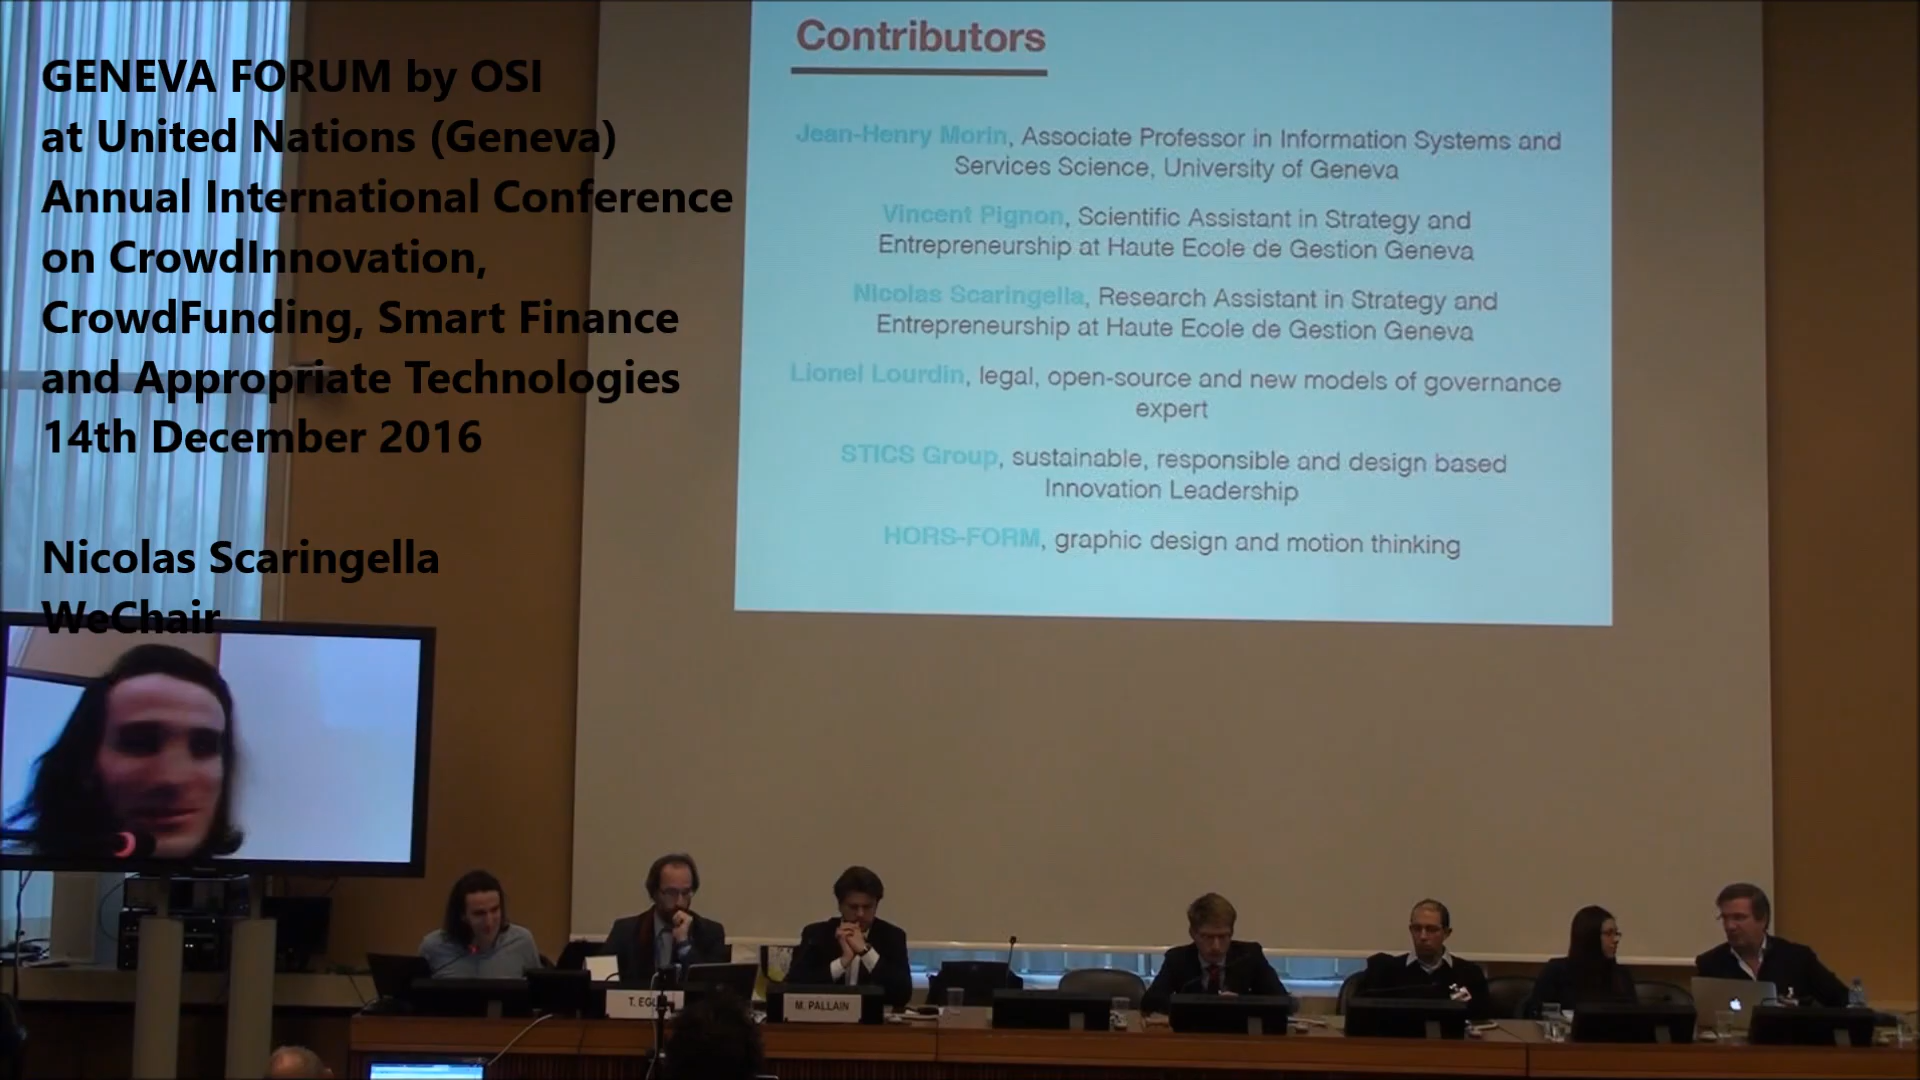 GENEVA FORUM by OSI
at United Nations (Geneva)
Annual International Conference
on CrowdInnovation,
CrowdFunding, Smart Finance
and Appropriate Technologies
14th December 2016
Nicolas Scaringella
WeChair
Contributors
Jean-Henry Morin, Associate Professor in Information Systems and
Services Science, University of Geneva
Vincent Pignon, Scientific Assistant in Strategy and
Entrepreneurship at Haute Ecole de Gestion Geneva
Nicolas Scaringella, Research Assistant in Strategy and
Entrepreneurship at Haute Ecole de Gestion Geneva
Lionel Lourdin, legal, open-source and new models of governance
expert
STICS Group, sustainable, responsible and design based
Innovation Leadership
HORS-FORM, graphic design and motion thinking
M. PALLAIN